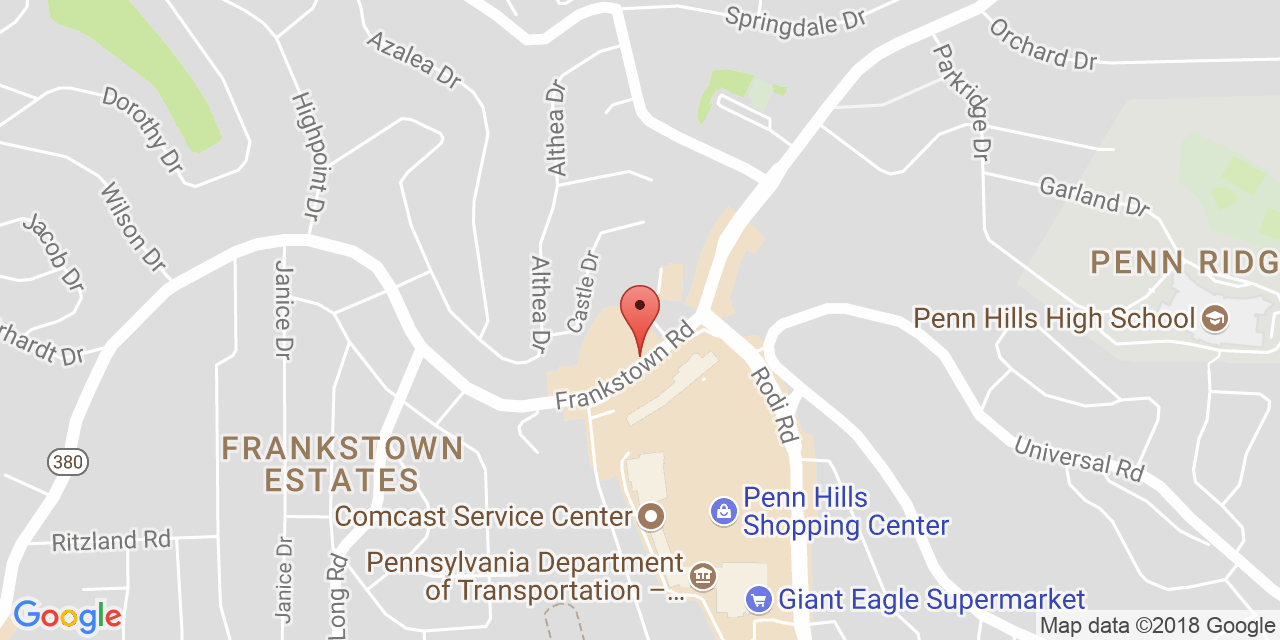 Springdale Dr
Orchard Dr
Azalea Dr
Parkridge Dr
Dorothy Dr
Highpoint Dr
Althea Dr
Garland Dr
Wilson Dr
Jacob Dr
PENN RIDG
Janice Dr
Althea Dr
Castle Dr
Penn Hills High School
rhardt Dr
Frankstown Rd
Rodi Rd
FRANKSTOWN
ESTATES
380
Universal Rd
Penn Hills
Shopping Center
Comcast Service Center
Ritzland Rd
Pennsylvania Department
of Transportation –...
Janice Dr
Long Rd
Giant Eagle Supermarket
Google
Map data ©2018 Google